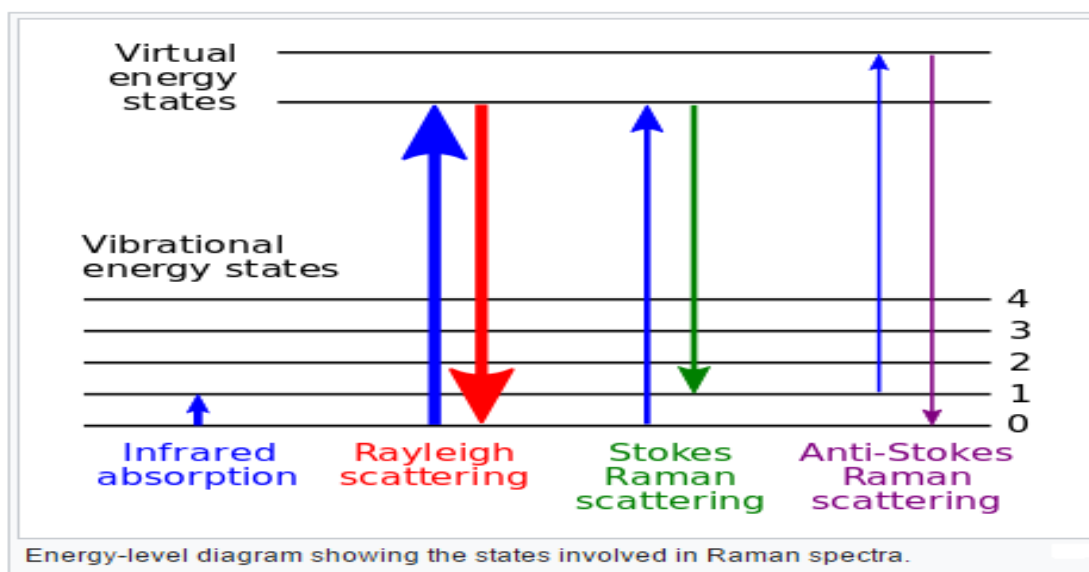 Virtual
energy
states
Vibrational
energy states
4
3
2
1
0
Infrared
absorption
Rayleigh
scattering
Stokes
Raman
scattering
Anti-Stokes
Raman
scattering
Energy-level diagram showing the states involved in Raman spectra.